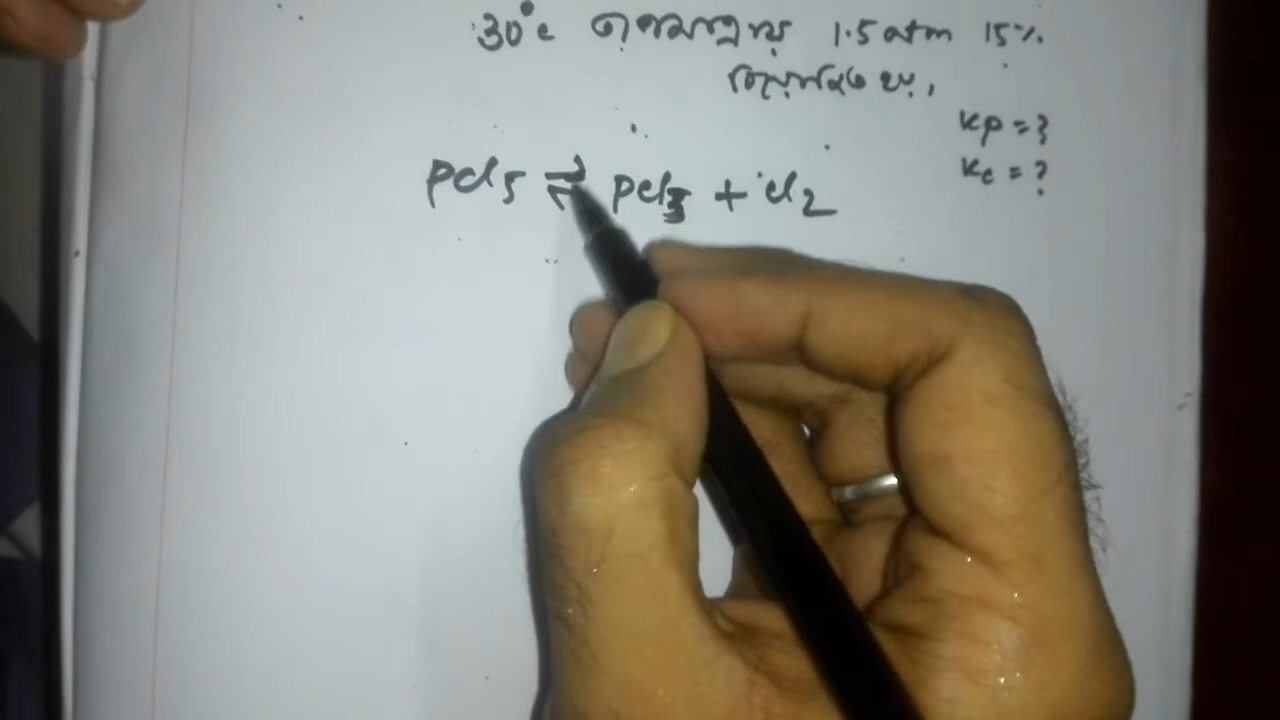 30°c তাপমাত্রায় 1.5 atm 15%
বিয়োজিত হয়,
kp = ?
kc = ?
pcl5 ⇌ pcl3 + cl2